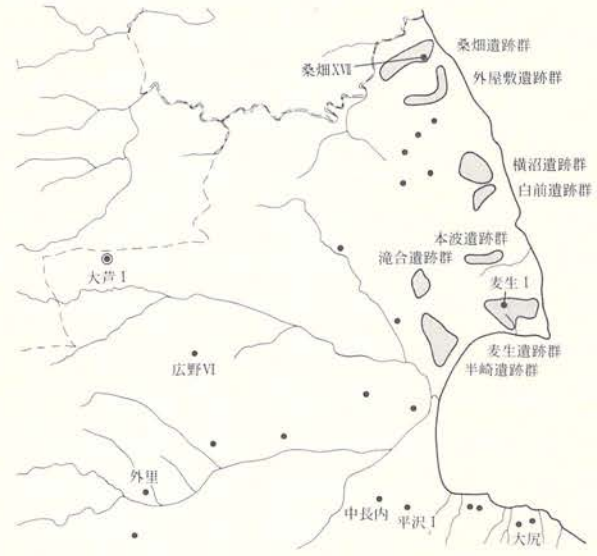 桑畑遺跡群
桑畑XVII
外屋敷遺跡群
横沼遺跡群
白前遺跡群
本波遺跡群
滝合遺跡群
大芦I
麦生I
麦生遺跡群
半崎遺跡群
広野VI
外里
中長内
平沢I
大尻